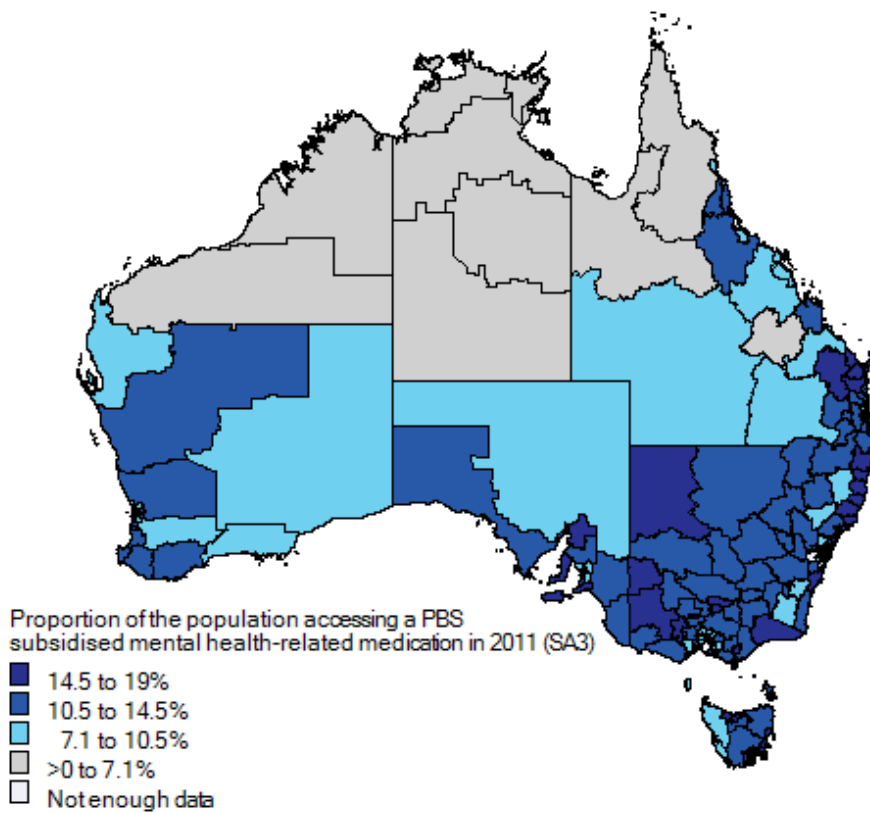 Proportion of the population accessing a PBS
subsidised mental health-related medication in 2011 (SA3)
14.5 to 19%
10.5 to 14.5%
7.1 to 10.5%
>0 to 7.1%
Not enough data